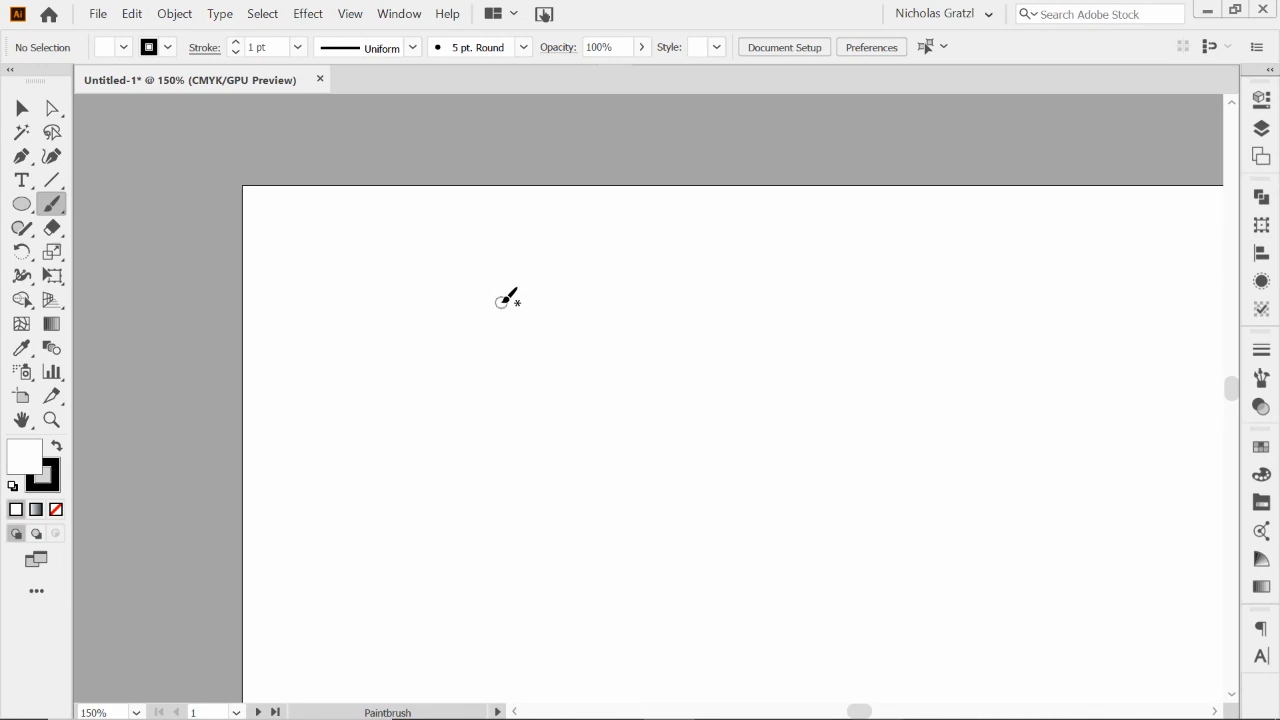 Ai File Edit Object Type Select Effect View Window Help Nicholas Gratzl Search Adobe Stock
No Selection Stroke: 1 pt Uniform 5 pt. Round Opacity: 100% Style: Document Setup Preferences
Untitled-1* @ 150% (CMYK/GPU Preview)
150% 1 Paintbrush